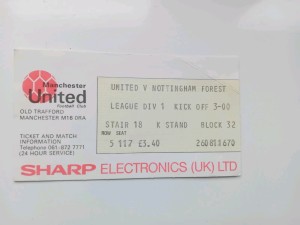 Manchester
United
Football Club
OLD TRAFFORD
MANCHESTER M16 0RA
TICKET AND MATCH
INFORMATION
Telephone 061-872 7771
(24 HOUR SERVICE)
UNITED V NOTTINGHAM FOREST
LEAGUE DIV 1 KICK OFF 3-00
STAIR 18 K STAND BLOCK 32
ROW SEAT
5 117 £3.40
SHARP ELECTRONICS (UK) LTD